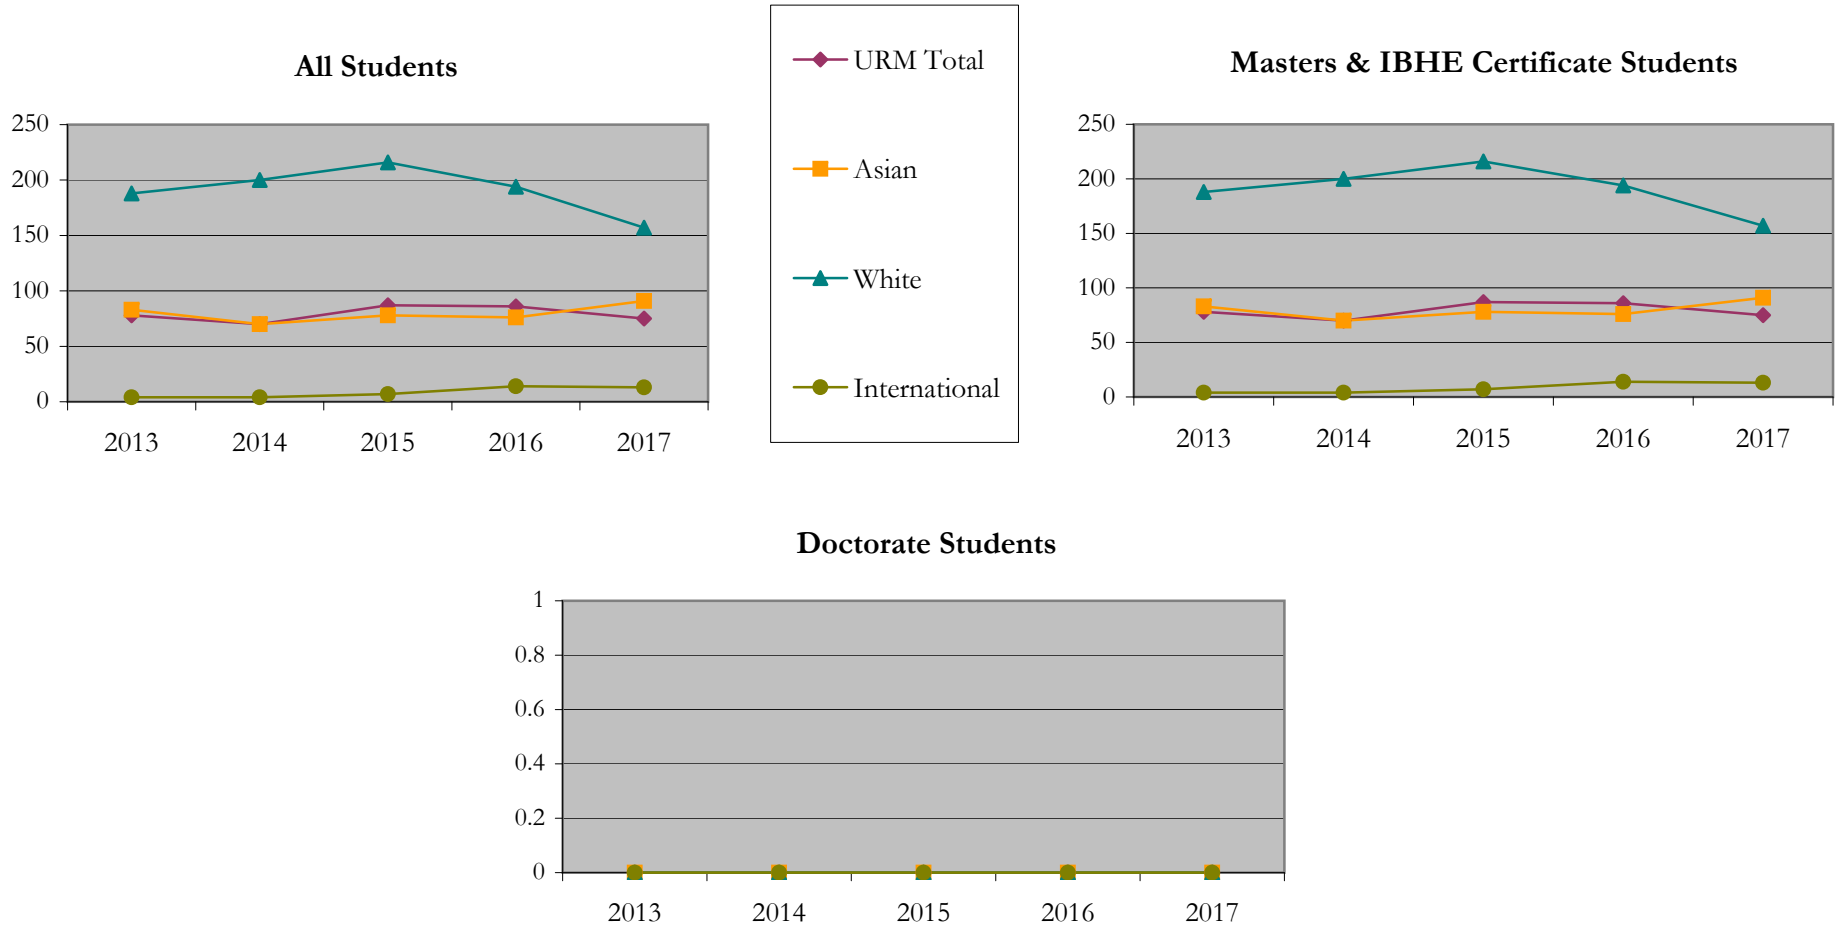 All Students
250
200
150
100
50
0
2013 2014 2015 2016 2017
URM Total
Asian
White
International
Masters & IBHE Certificate Students
250
200
150
100
50
0
2013 2014 2015 2016 2017
Doctorate Students
1
0.8
0.6
0.4
0.2
0
2013 2014 2015 2016 2017